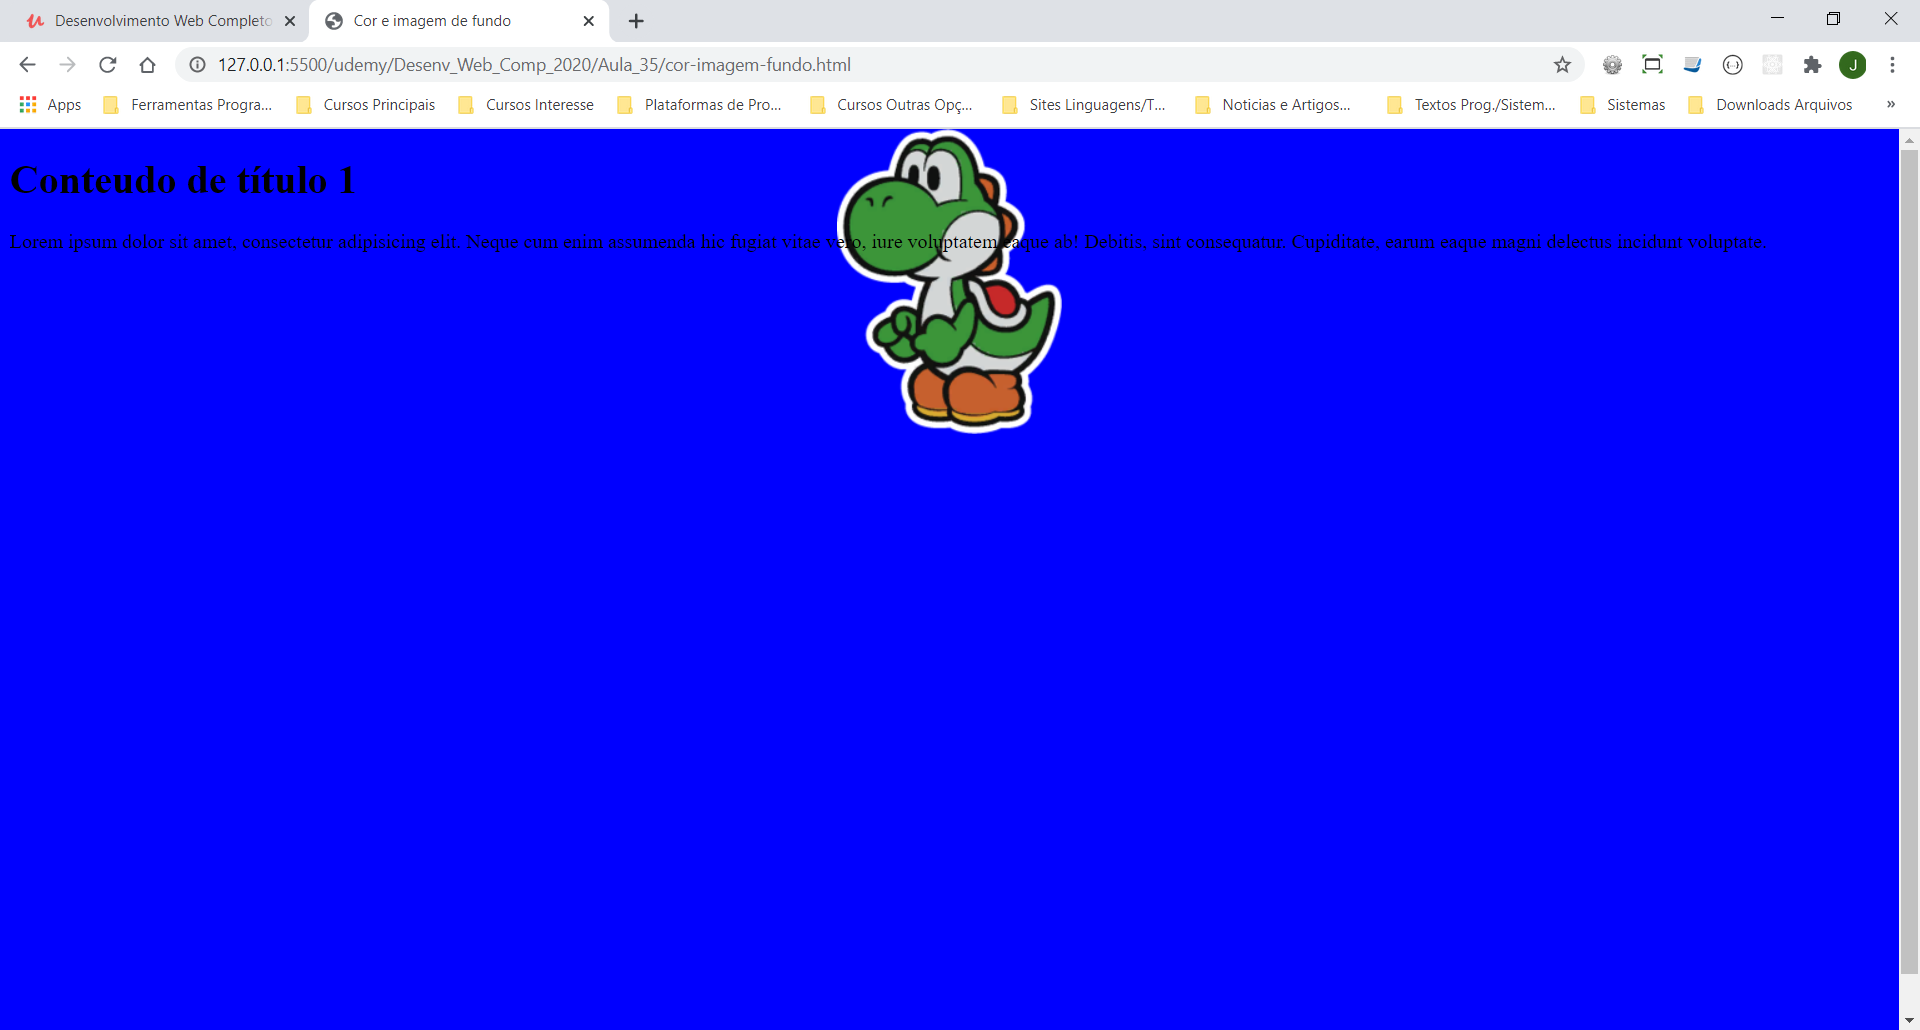 Desenvolvimento Web Completo
Cor e imagem de fundo
127.0.0.1:5500/udemy/Desenv_Web_Comp_2020/Aula_35/cor-imagem-fundo.html
J
Apps
Ferramentas Progra...
Cursos Principais
Cursos Interesse
Plataformas de Pro...
Cursos Outras Opç...
Sites Linguagens/T...
Noticias e Artigos...
Textos Prog./Sistem...
Sistemas
Downloads Arquivos
»
Conteudo de título 1
Lorem ipsum dolor sit amet, consectetur adipisicing elit. Neque cum enim assumenda hic fugiat vitae vero, iure voluptatem eaque ab! Debitis, sint consequatur. Cupiditate, earum eaque magni delectus incidunt voluptate.